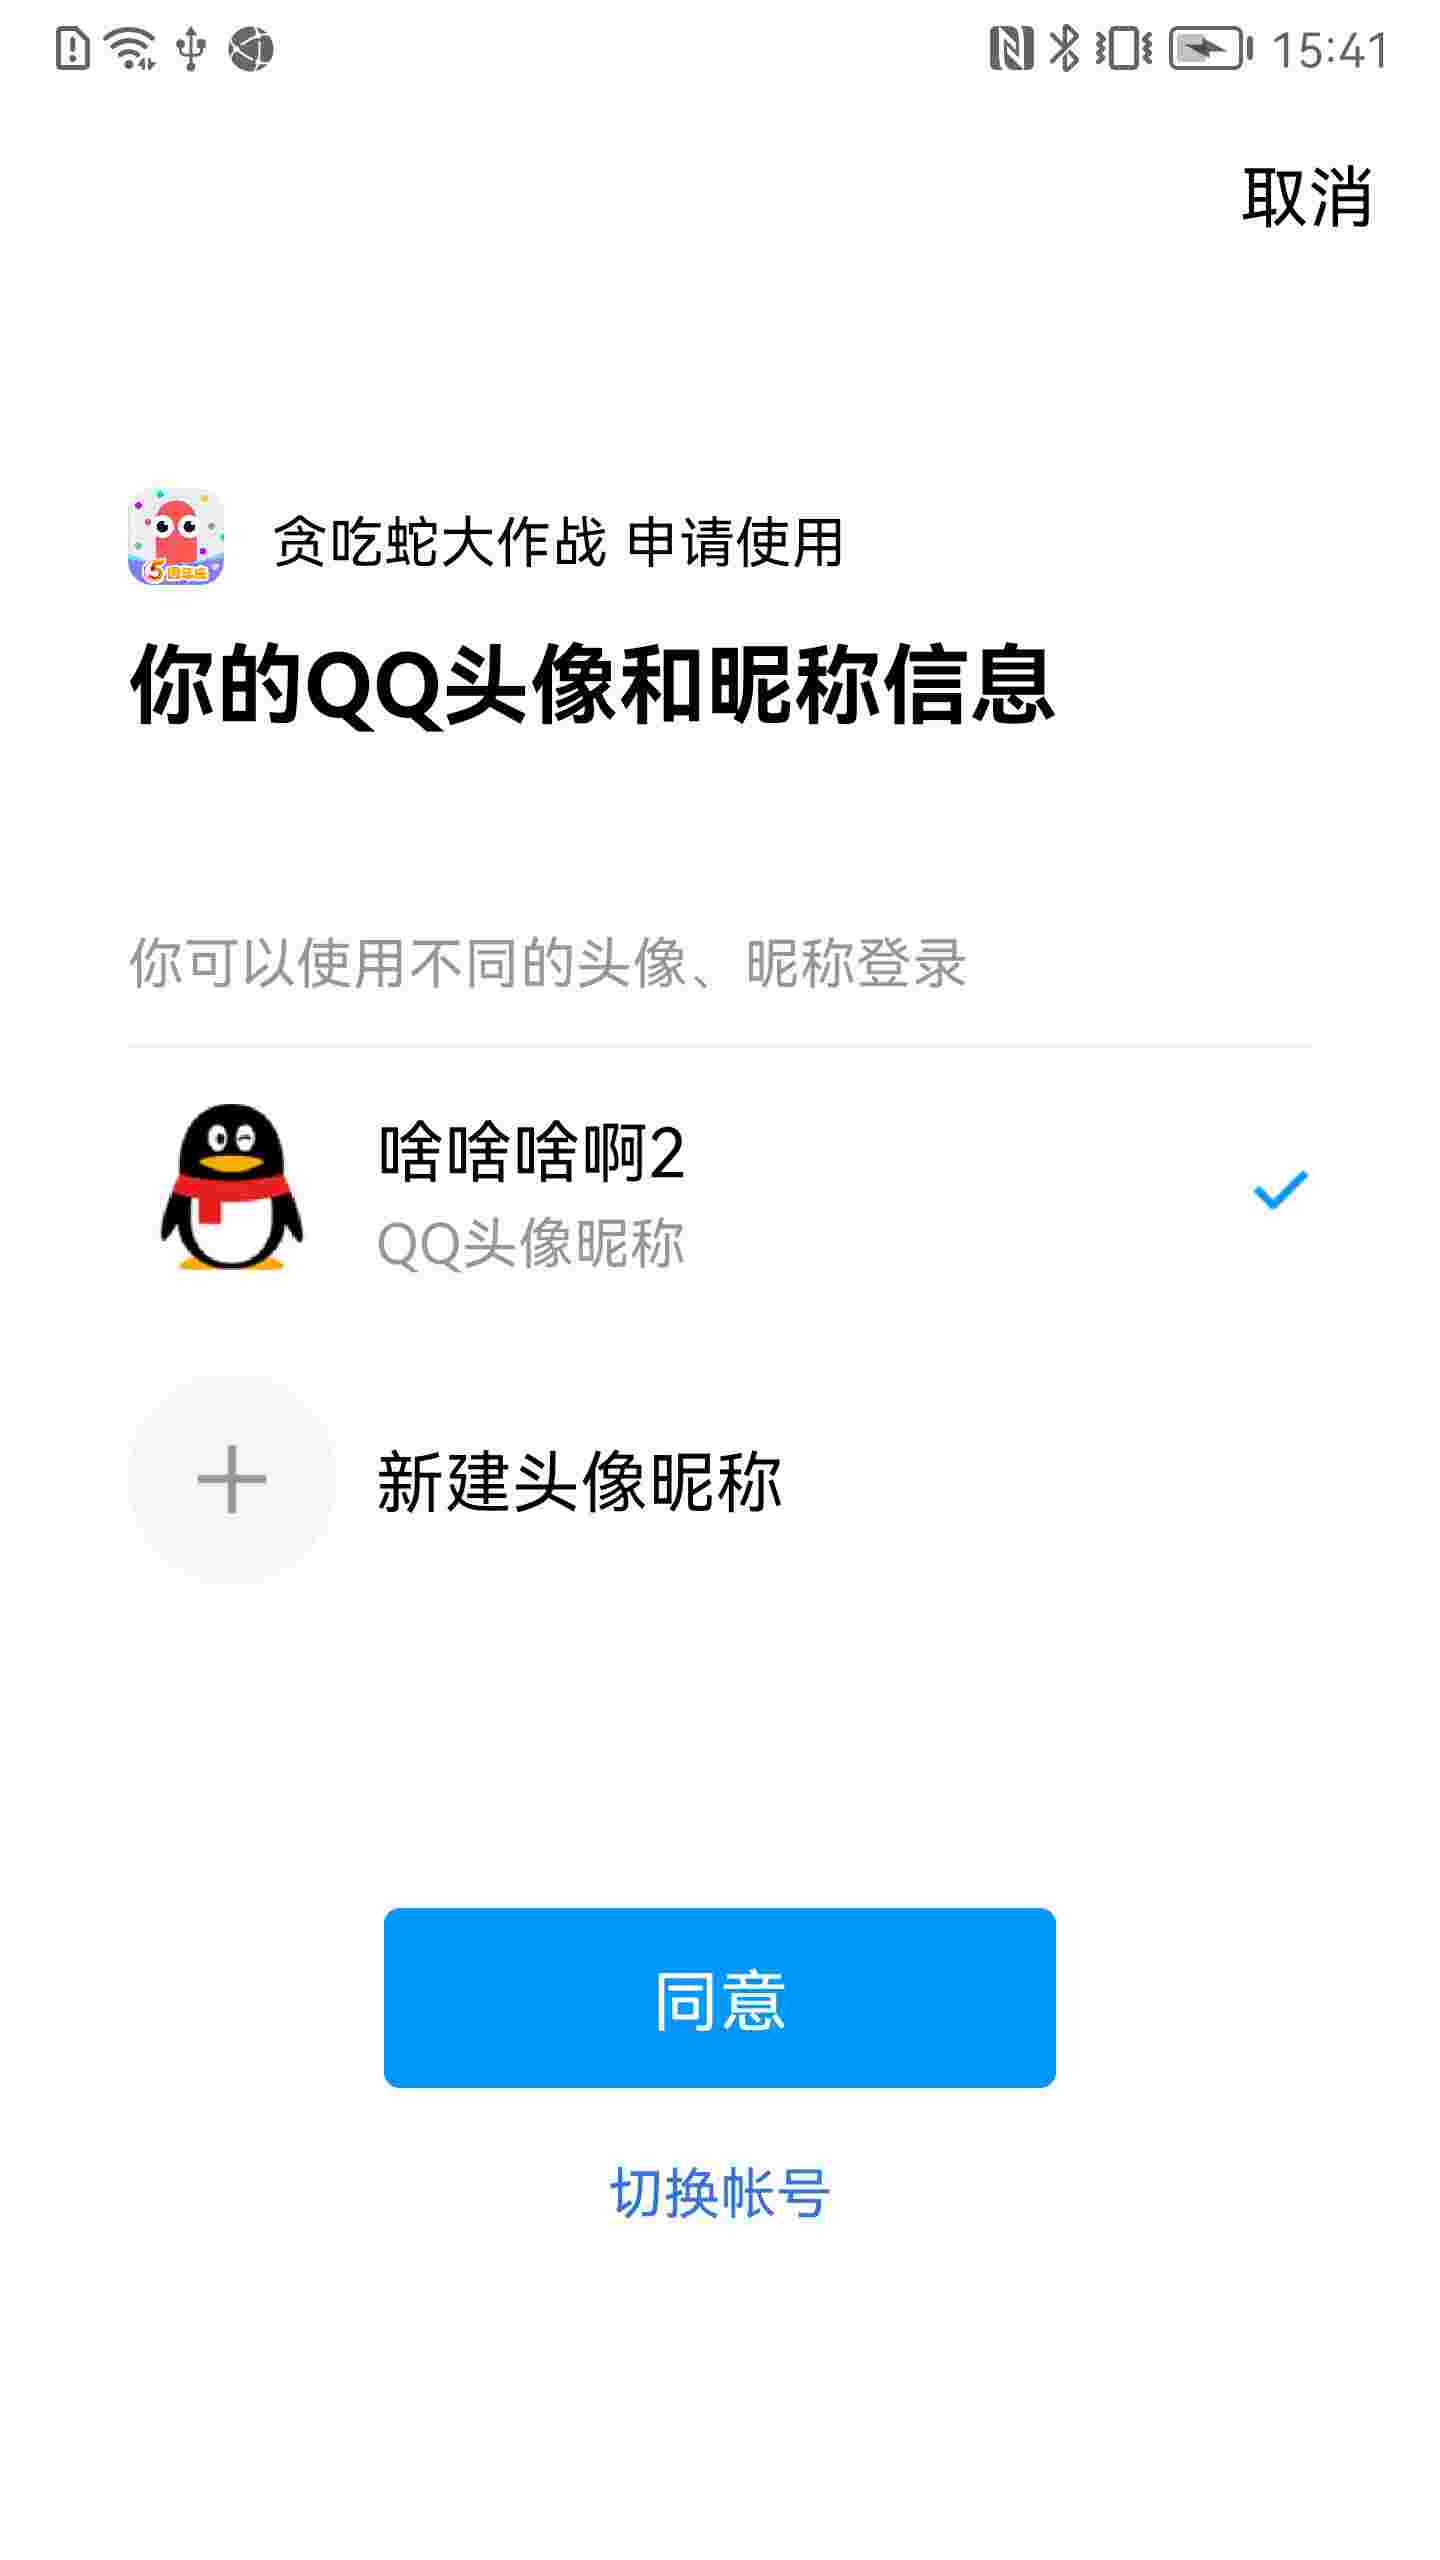 15:41
取消
贪吃蛇大作战 申请使用
你的QQ头像和昵称信息
你可以使用不同的头像、昵称登录
啥啥啥啊2
QQ头像昵称
新建头像昵称
同意
切换帐号